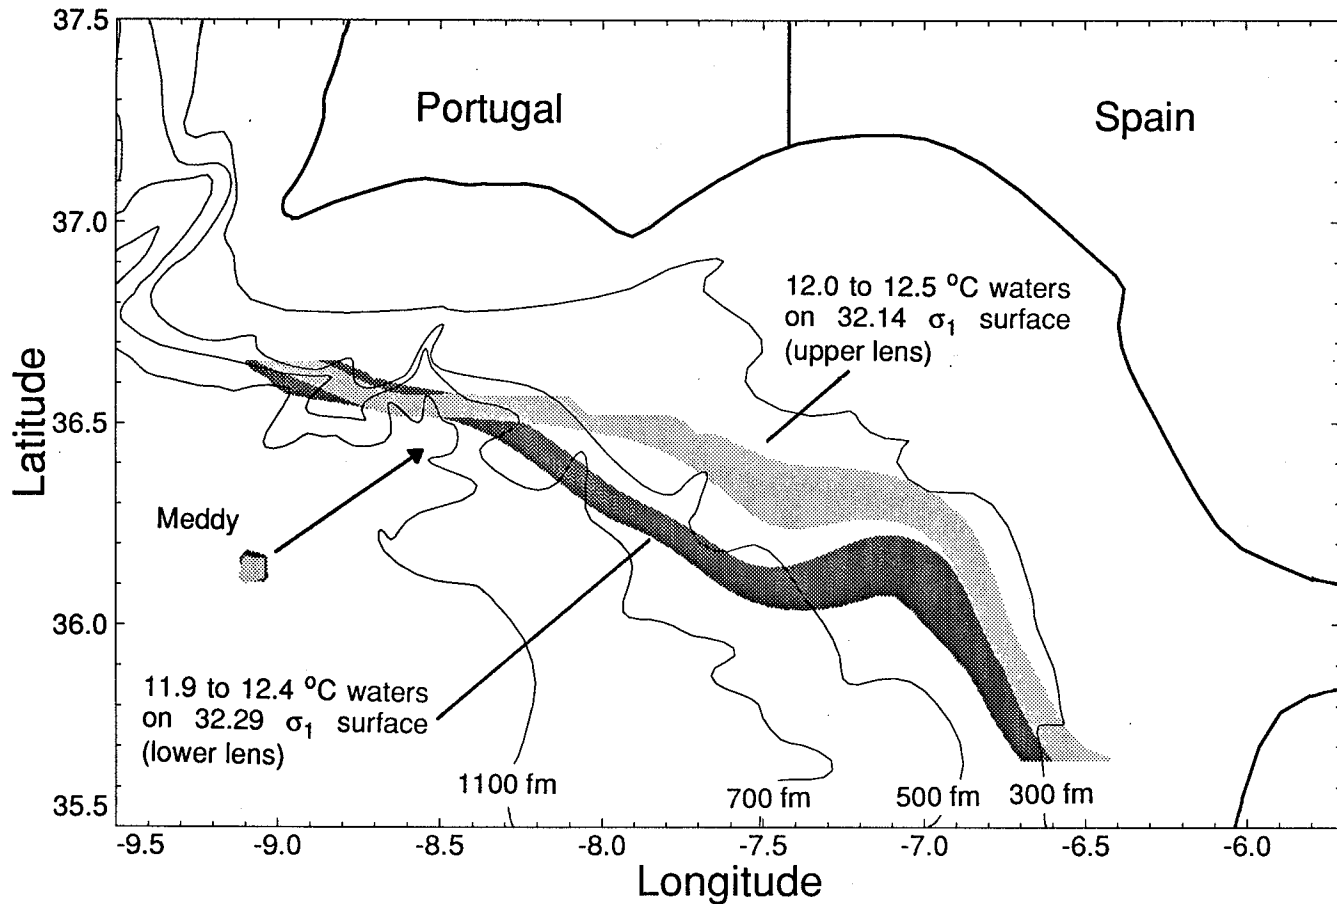 37.5
37.0
36.5
36.0
35.5
Latitude
Portugal
Spain
12.0 to 12.5 °C waters
on 32.14 σ₁ surface
(upper lens)
Meddy
11.9 to 12.4 °C waters
on 32.29 σ₁ surface
(lower lens)
1100 fm
700 fm
500 fm
300 fm
-9.5
-9.0
-8.5
-8.0
-7.5
-7.0
-6.5
-6.0
Longitude